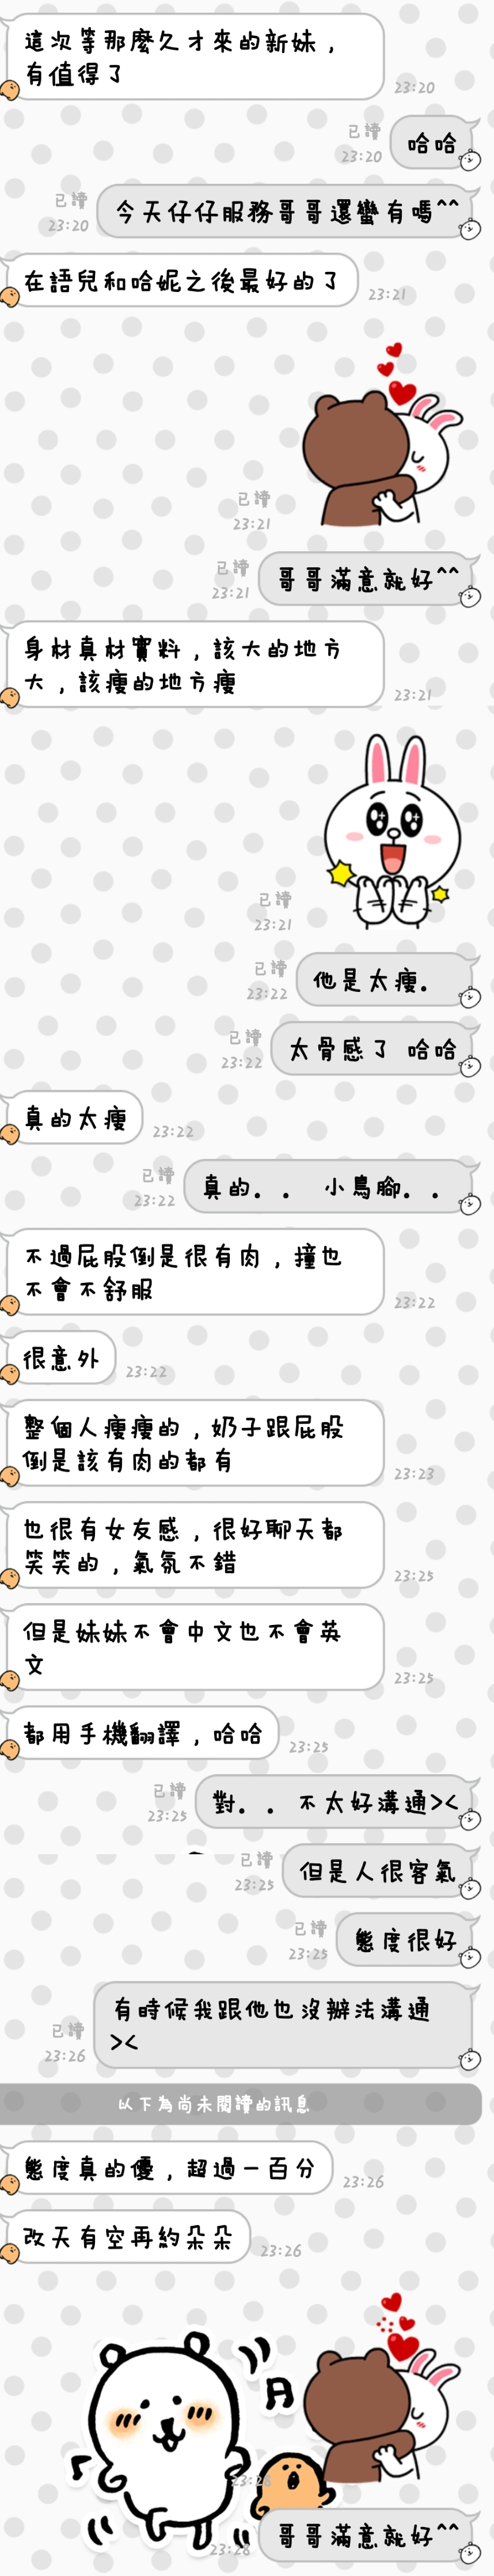 這次等那麼久才來的新妹，
有值得了
23:20
已讀
23:20
哈哈
已讀
23:20
今天仔仔服務哥哥還蠻有嗎^^
在語兒和哈妮之後最好的了
23:21
已讀
23:21
已讀
23:21
哥哥滿意就好^^
身材真材實料，該大的地方
大，該瘦的地方瘦
23:21
已讀
23:21
已讀
23:22
他是太瘦.
已讀
23:22
太骨感了 哈哈
真的太瘦
23:22
已讀
23:22
真的. . 小鳥腳. .
不過屁股倒是很有肉，撞也
不會不舒服
23:22
很意外
23:22
整個人瘦瘦的，奶子跟屁股
倒是該有肉的都有
23:23
也很有女友感，很好聊天都
笑笑的，氣氛不錯
23:25
但是妹妹不會中文也不會英
文
23:25
都用手機翻譯，哈哈
23:25
已讀
23:25
對. . 不太好溝通><
已讀
23:25
但是人很客氣
已讀
23:25
態度很好
已讀
23:26
有時候我跟他也沒辦法溝通
><
以下為尚未閱讀的訊息
態度真的優，超過一百分
23:26
改天有空再約朵朵
23:26
23:28
23:28
哥哥滿意就好^^